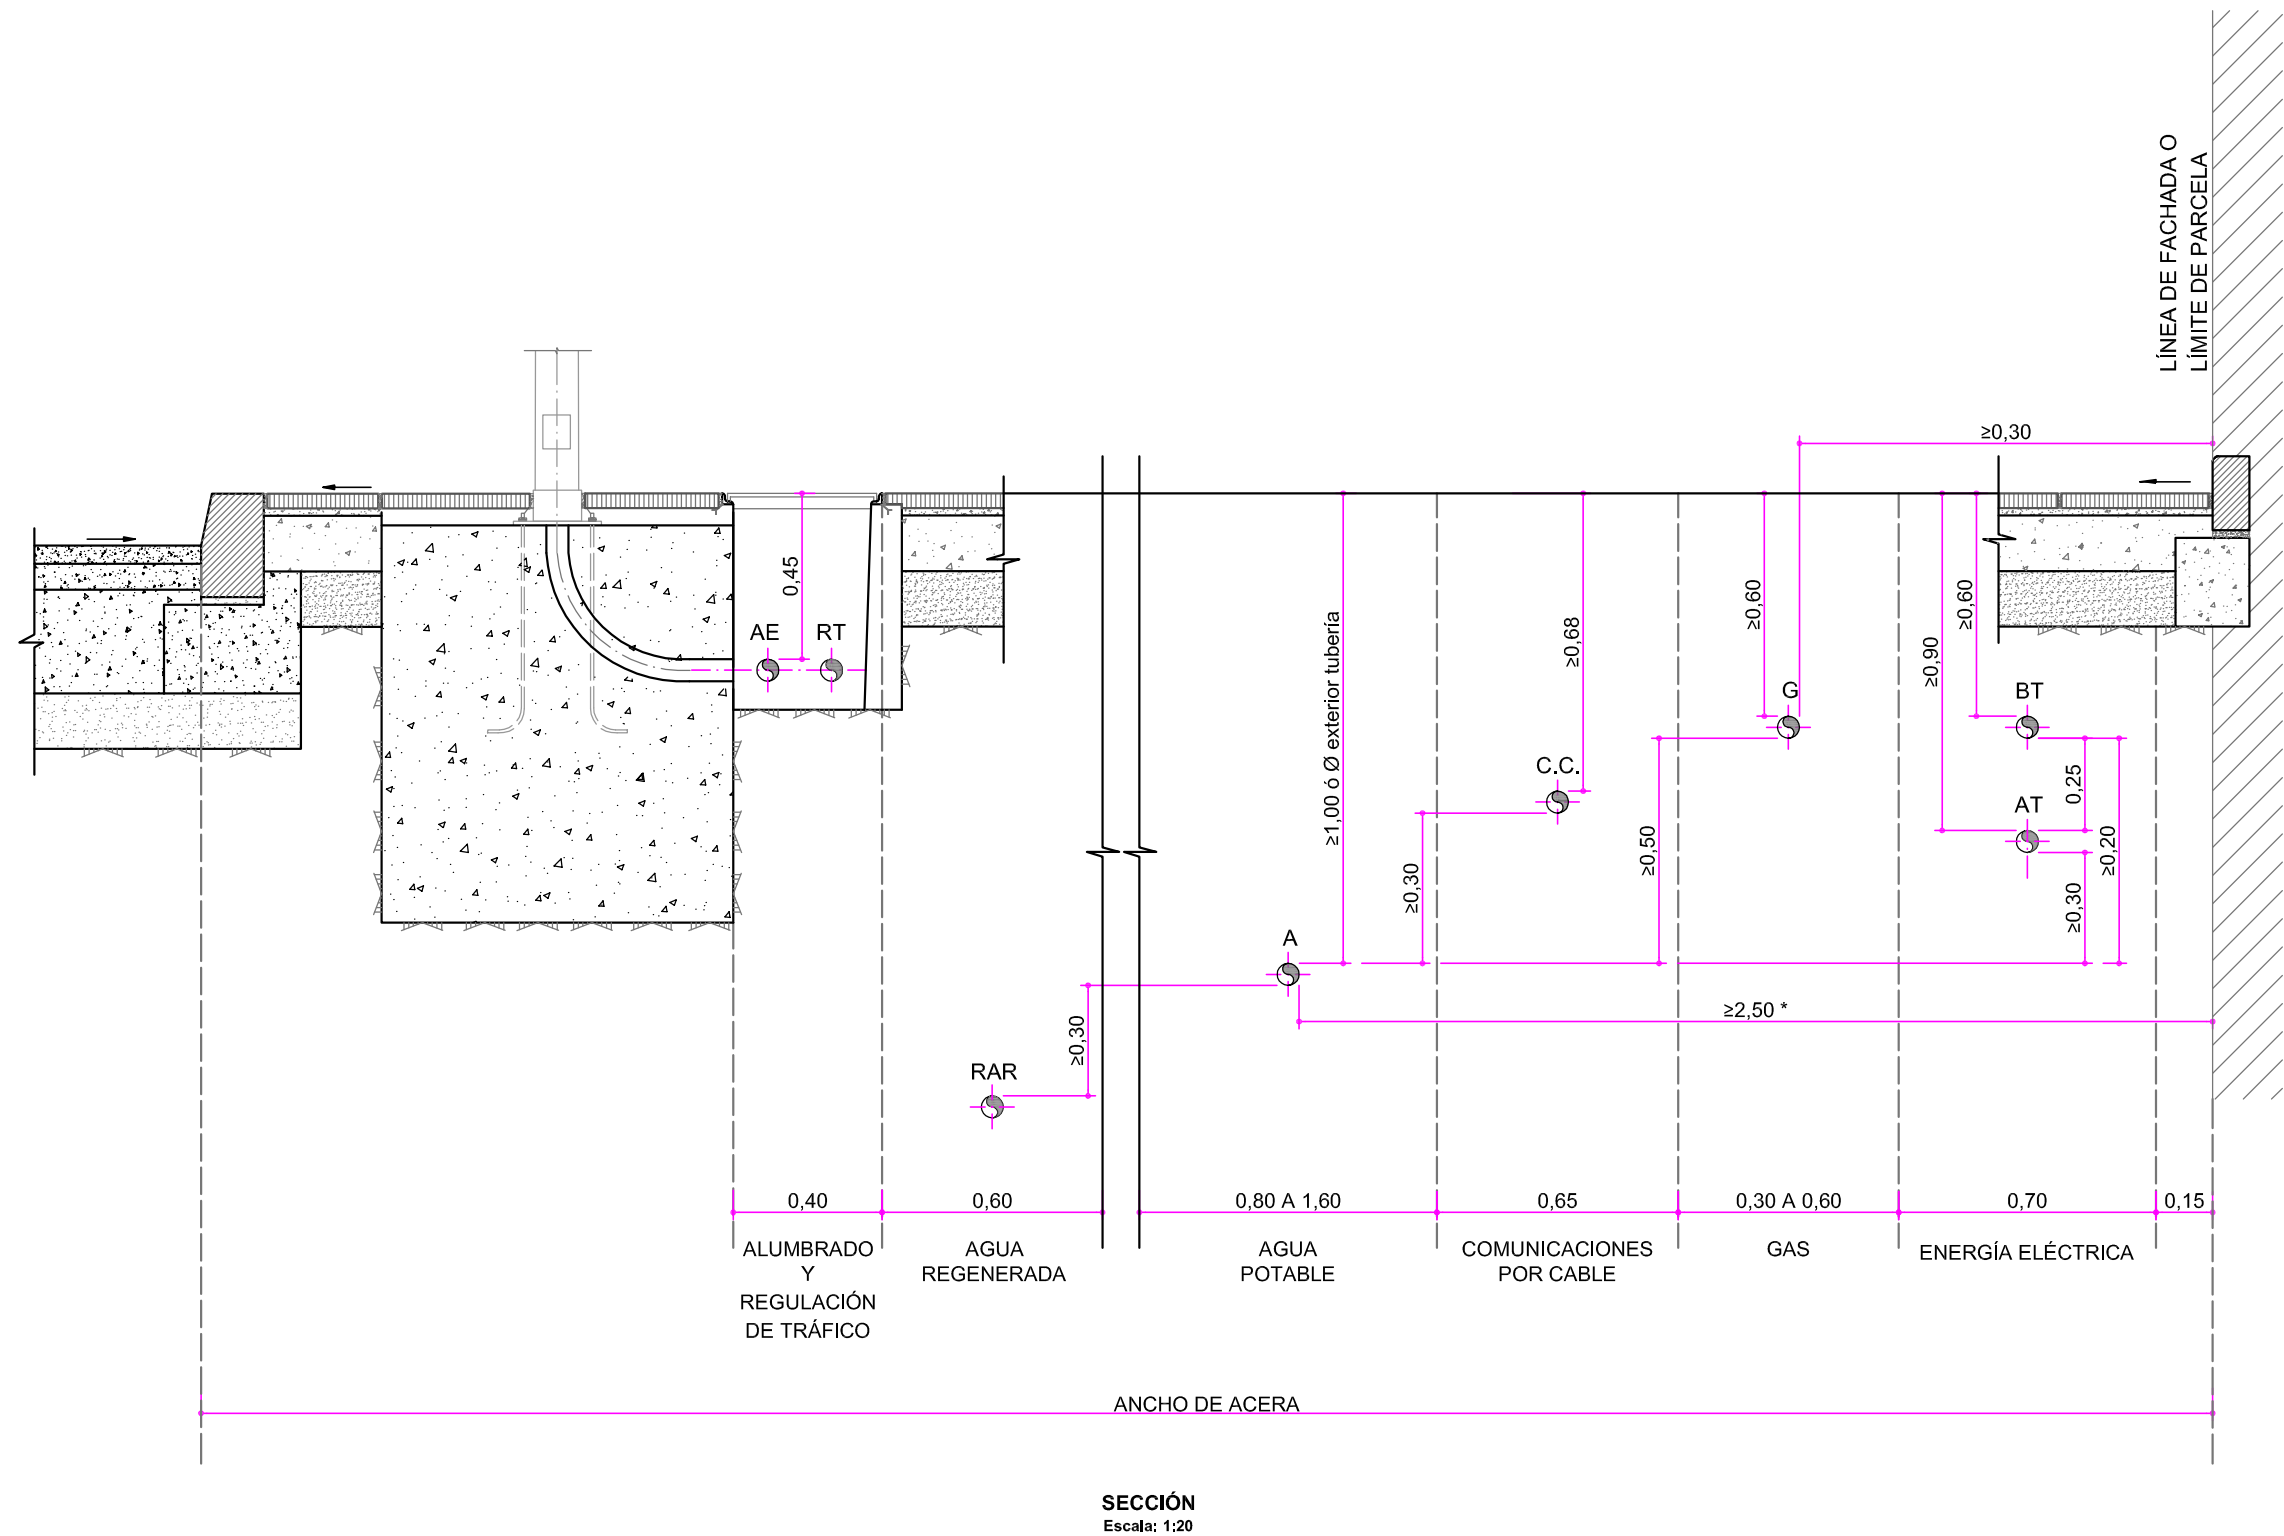 LÍNEA DE FACHADA O
LÍMITE DE PARCELA
≥0,30
0,45
AE
RT
≥1,00 ó Ø exterior tubería
≥0,68
≥0,60
≥0,90
≥0,60
G
BT
C.C.
AT
0,25
≥0,20
≥0,30
≥0,50
≥0,30
A
≥2,50 *
≥0,30
RAR
0,40
0,60
0,80 A 1,60
0,65
0,30 A 0,60
0,70
0,15
ALUMBRADO
Y
REGULACIÓN
DE TRÁFICO
AGUA
REGENERADA
AGUA
POTABLE
COMUNICACIONES
POR CABLE
GAS
ENERGÍA ELÉCTRICA
ANCHO DE ACERA
SECCIÓN
Escala: 1:20